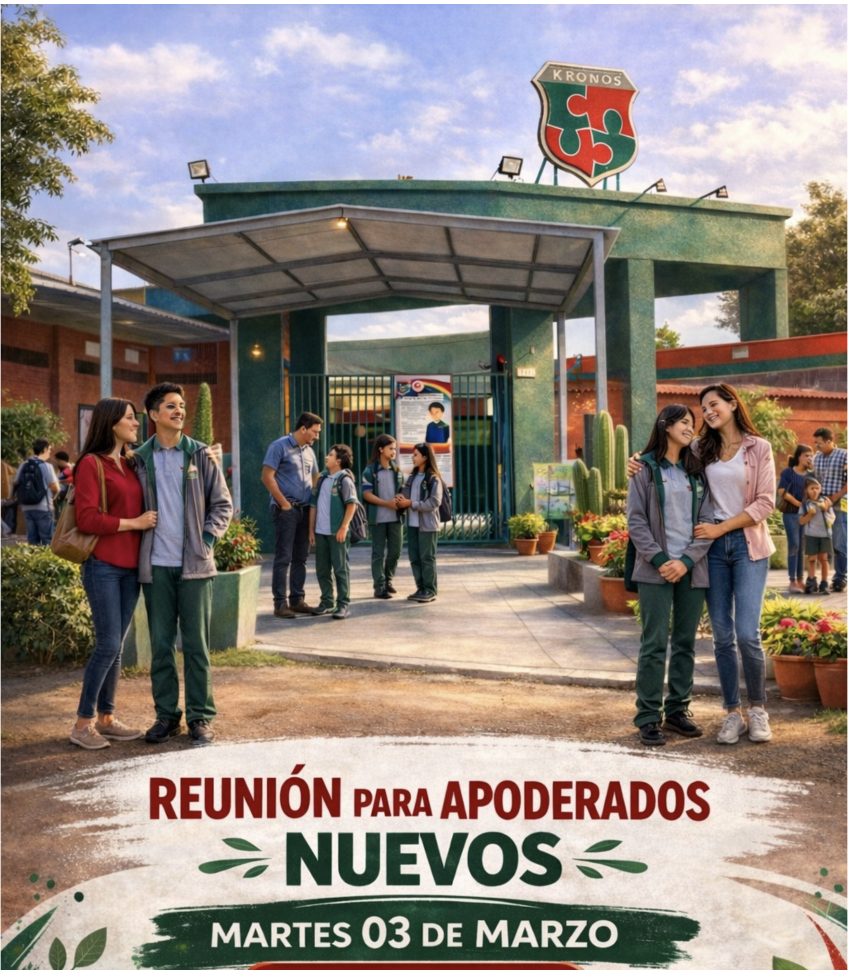 KRONOS
REUNIÓN PARA APODERADOS
NUEVOS
MARTES 03 DE MARZO